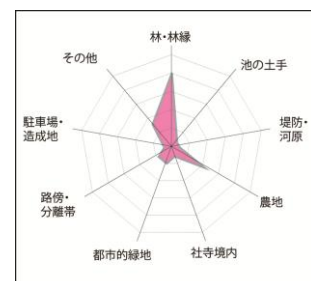 林・林縁
池の土手
堤防・
河原
農地
社寺境内
都市的緑地
路傍・
分離帯
駐車場・
造成地
その他